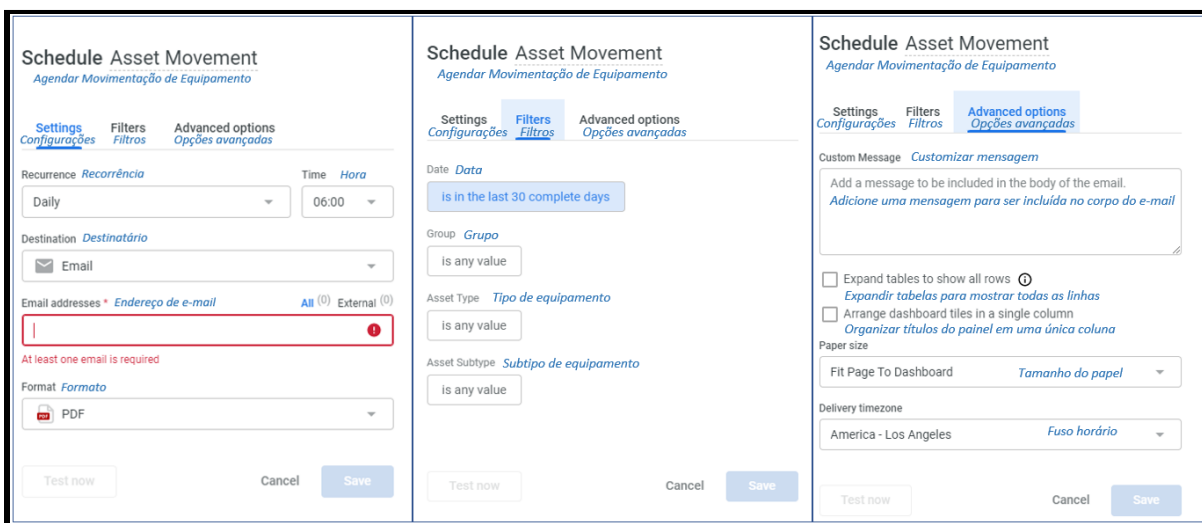 Schedule Asset Movement
Agendar Movimentação de Equipamento
Settings Filters Advanced options
Configurações Filtros Opções avançadas
Recurrence Recorrência Time Hora
Daily 06:00
Destination Destinatário
Email
Email addresses * Endereço de e-mail All (0) External (0)
At least one email is required
Format Formato
PDF
Test now Cancel Save
Schedule Asset Movement
Agendar Movimentação de Equipamento
Settings Filters Advanced options
Configurações Filtros Opções avançadas
Date Data
is in the last 30 complete days
Group Grupo
is any value
Asset Type Tipo de equipamento
is any value
Asset Subtype Subtipo de equipamento
is any value
Test now Cancel Save
Schedule Asset Movement
Agendar Movimentação de Equipamento
Settings Filters Advanced options
Configurações Filtros Opções avançadas
Custom Message Customizar mensagem
Add a message to be included in the body of the email.
Adicione uma mensagem para ser incluída no corpo do e-mail
Expand tables to show all rows
Expandir tabelas para mostrar todas as linhas
Arrange dashboard tiles in a single column
Organizar títulos do painel em uma única coluna
Paper size
Fit Page To Dashboard Tamanho do papel
Delivery timezone
America - Los Angeles Fuso horário
Test now Cancel Save